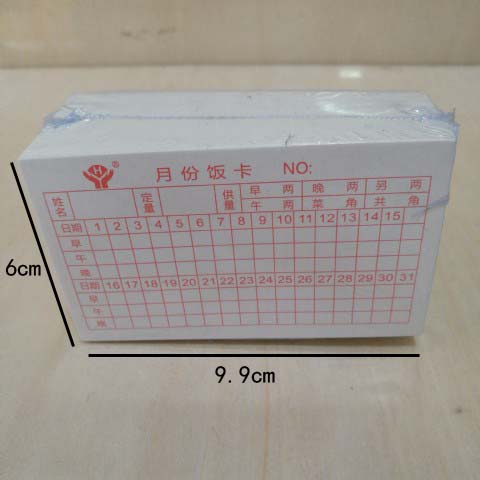 H ®
月份饭卡 NO:
姓名 定量 供量 早 两 晚 两 另 两
午 两 菜 角 共 角
日期 1 2 3 4 5 6 7 8 9 10 11 12 13 14 15
早
午
晚
日期 16 17 18 19 20 21 22 23 24 25 26 27 28 29 30 31
早
午
晚
6cm
9.9cm